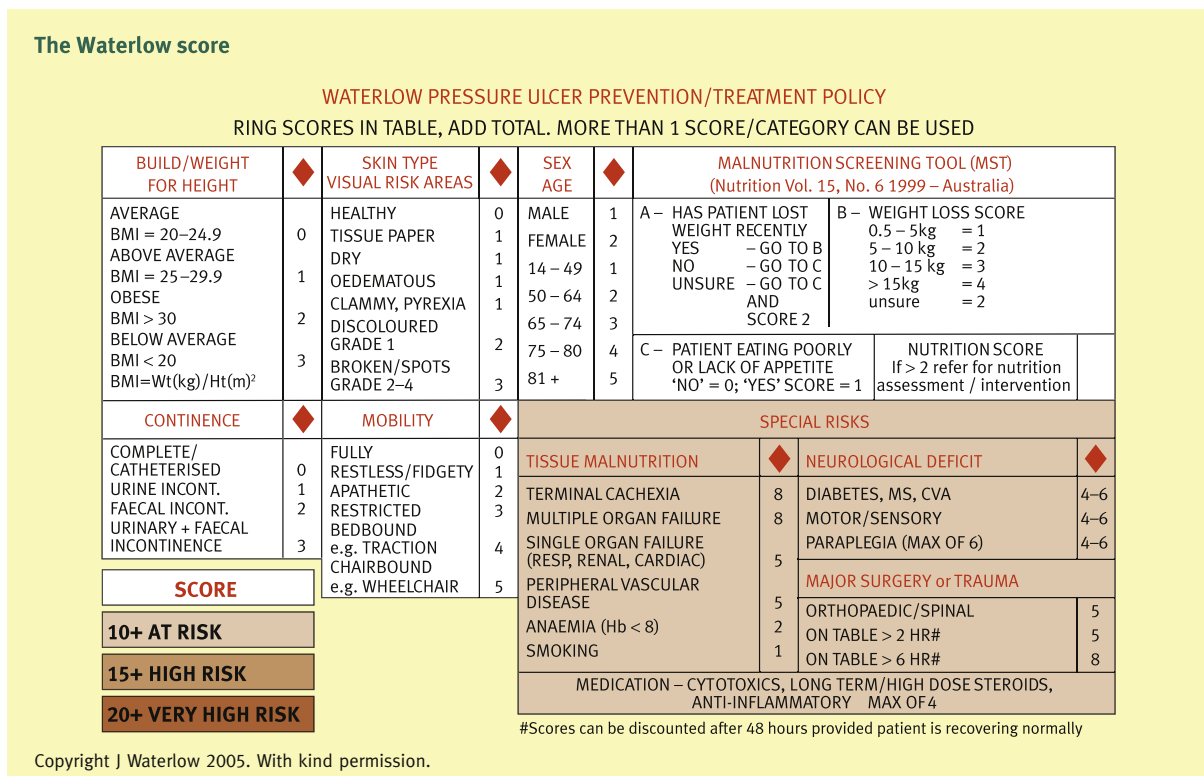 The Waterlow score
WATERLOW PRESSURE ULCER PREVENTION/TREATMENT POLICY
RING SCORES IN TABLE, ADD TOTAL. MORE THAN 1 SCORE/CATEGORY CAN BE USED
BUILD/WEIGHT
FOR HEIGHT
AVERAGE
BMI = 20–24.9 0
ABOVE AVERAGE
BMI = 25–29.9 1
OBESE
BMI > 30 2
BELOW AVERAGE
BMI < 20 3
BMI=Wt(kg)/Ht(m)²
SKIN TYPE
VISUAL RISK AREAS
HEALTHY 0
TISSUE PAPER 1
DRY 1
OEDEMATOUS 1
CLAMMY, PYREXIA 1
DISCOLOURED
GRADE 1 2
BROKEN/SPOTS
GRADE 2–4 3
SEX
AGE
MALE 1
FEMALE 2
14 – 49 1
50 – 64 2
65 – 74 3
75 – 80 4
81 + 5
MALNUTRITION SCREENING TOOL (MST)
(Nutrition Vol. 15, No. 6 1999 – Australia)
A – HAS PATIENT LOST
WEIGHT RECENTLY
YES – GO TO B
NO – GO TO C
UNSURE – GO TO C
AND
SCORE 2
B – WEIGHT LOSS SCORE
0.5 – 5kg = 1
5 – 10 kg = 2
10 – 15 kg = 3
> 15kg = 4
unsure = 2
C – PATIENT EATING POORLY
OR LACK OF APPETITE
‘NO’ = 0; ‘YES’ SCORE = 1
NUTRITION SCORE
If > 2 refer for nutrition
assessment / intervention
CONTINENCE
COMPLETE/
CATHETERISED 0
URINE INCONT. 1
FAECAL INCONT. 2
URINARY + FAECAL
INCONTINENCE 3
MOBILITY
FULLY 0
RESTLESS/FIDGETY 1
APATHETIC 2
RESTRICTED 3
BEDBOUND
e.g. TRACTION 4
CHAIRBOUND
e.g. WHEELCHAIR 5
SPECIAL RISKS
TISSUE MALNUTRITION
TERMINAL CACHEXIA 8
MULTIPLE ORGAN FAILURE 8
SINGLE ORGAN FAILURE
(RESP, RENAL, CARDIAC) 5
PERIPHERAL VASCULAR
DISEASE 5
ANAEMIA (Hb < 8) 2
SMOKING 1
NEUROLOGICAL DEFICIT
DIABETES, MS, CVA 4–6
MOTOR/SENSORY 4–6
PARAPLEGIA (MAX OF 6) 4–6
MAJOR SURGERY or TRAUMA
ORTHOPAEDIC/SPINAL 5
ON TABLE > 2 HR# 5
ON TABLE > 6 HR# 8
MEDICATION – CYTOTOXICS, LONG TERM/HIGH DOSE STEROIDS,
ANTI-INFLAMMATORY MAX OF 4
SCORE
10+ AT RISK
15+ HIGH RISK
20+ VERY HIGH RISK
#Scores can be discounted after 48 hours provided patient is recovering normally
Copyright J Waterlow 2005. With kind permission.